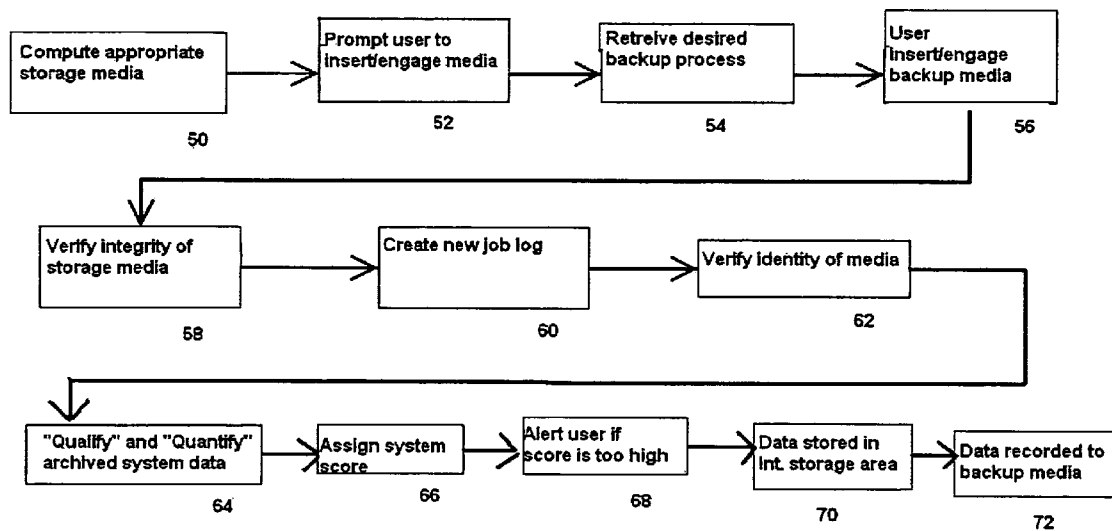 Compute appropriate
storage media
50
Prompt user to
insert/engage media
52
Retreive desired
backup process
54
User
insert/engage
backup media
56
Verify integrity of
storage media
58
Create new job log
60
Verify identity of media
62
"Qualify" and "Quantify"
archived system data
64
Assign system
score
66
Alert user if
score is too high
68
Data stored in
Int. storage area
70
Data recorded to
backup media
72